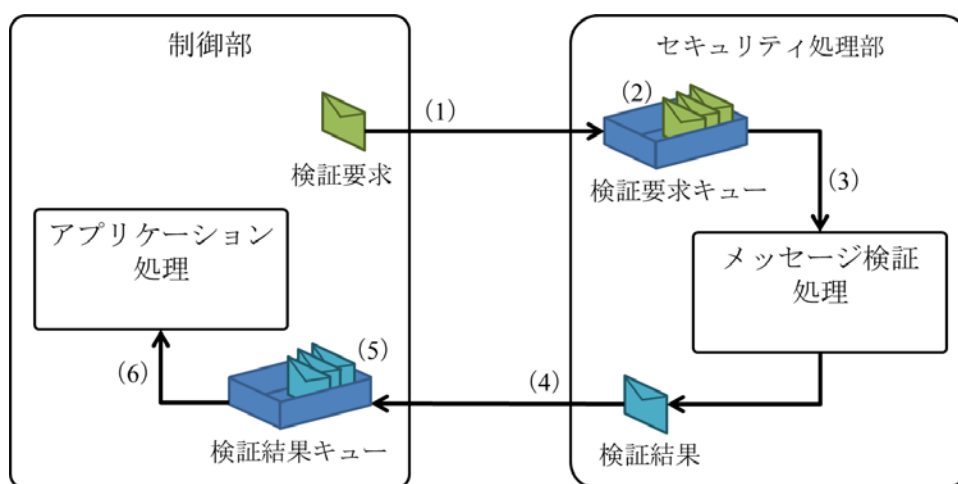 制御部
セキュリティ処理部
(1)
(2)
検証要求
検証要求キュー
(3)
アプリケーション
処理
メッセージ検証
処理
(4)
(5)
(6)
検証結果キュー
検証結果